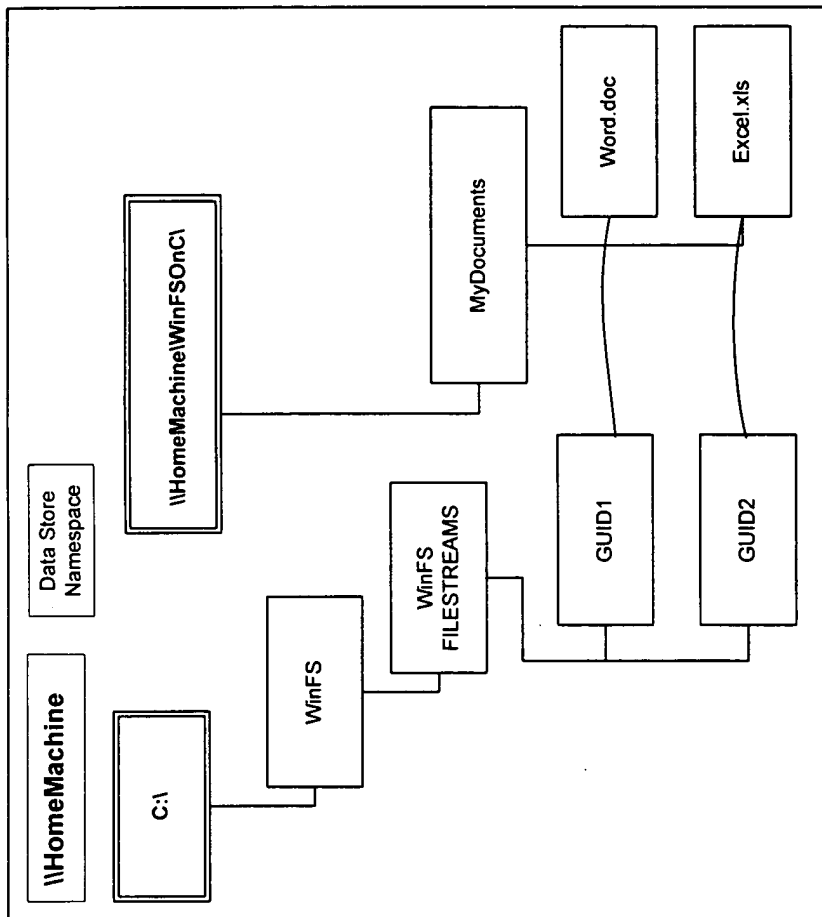 \\HomeMachine
Data Store
Namespace
C:\
\\HomeMachine\WinFSOnC\
WinFS
WinFS
FILESTREAMS
MyDocuments
GUID1
Word.doc
GUID2
Excel.xls